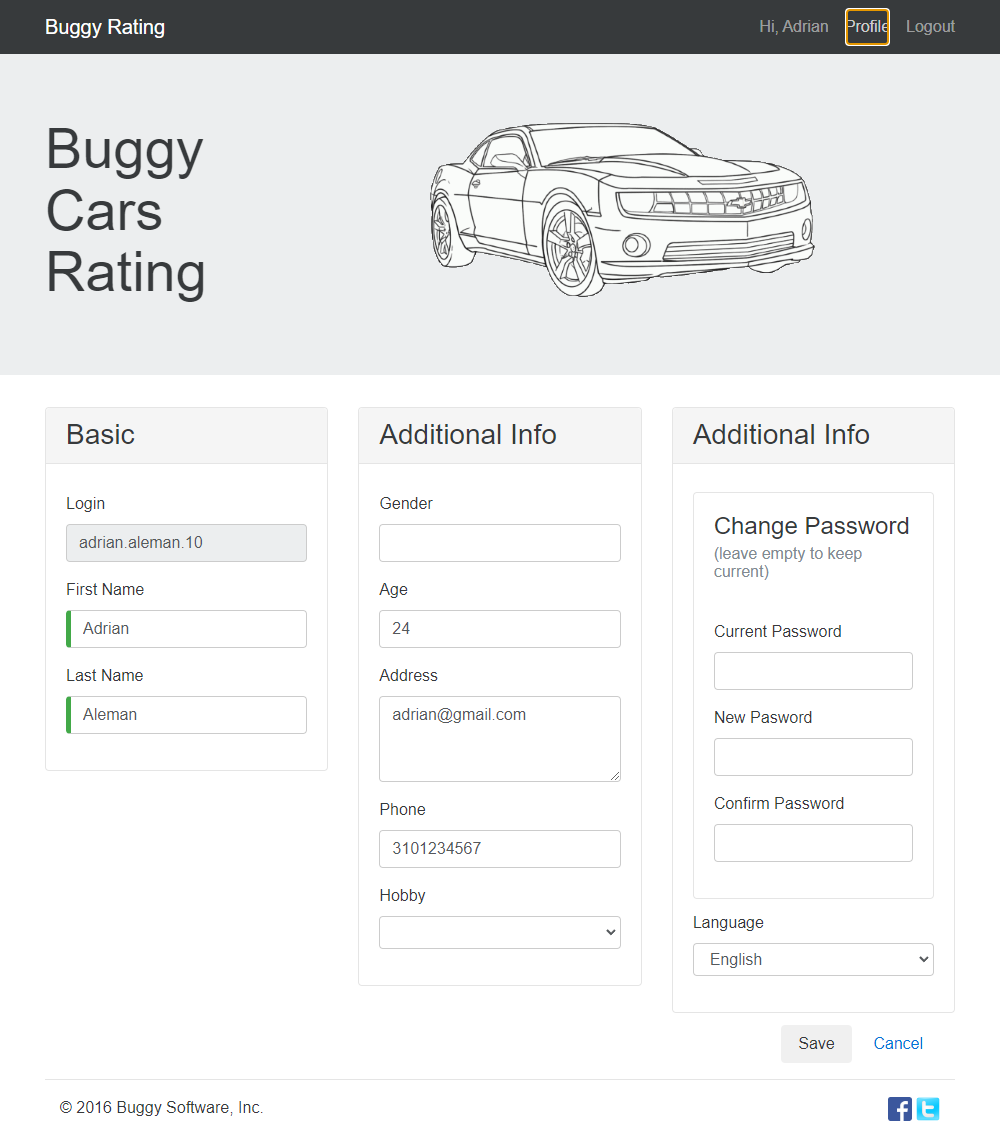 Buggy Rating
Hi, Adrian
Profile
Logout
Buggy
Cars
Rating
Basic
Login
adrian.aleman.10
First Name
Adrian
Last Name
Aleman
Additional Info
Gender
Age
24
Address
adrian@gmail.com
Phone
3101234567
Hobby
Additional Info
Change Password
(leave empty to keep
current)
Current Password
New Pasword
Confirm Password
Language
English
Save
Cancel
© 2016 Buggy Software, Inc.